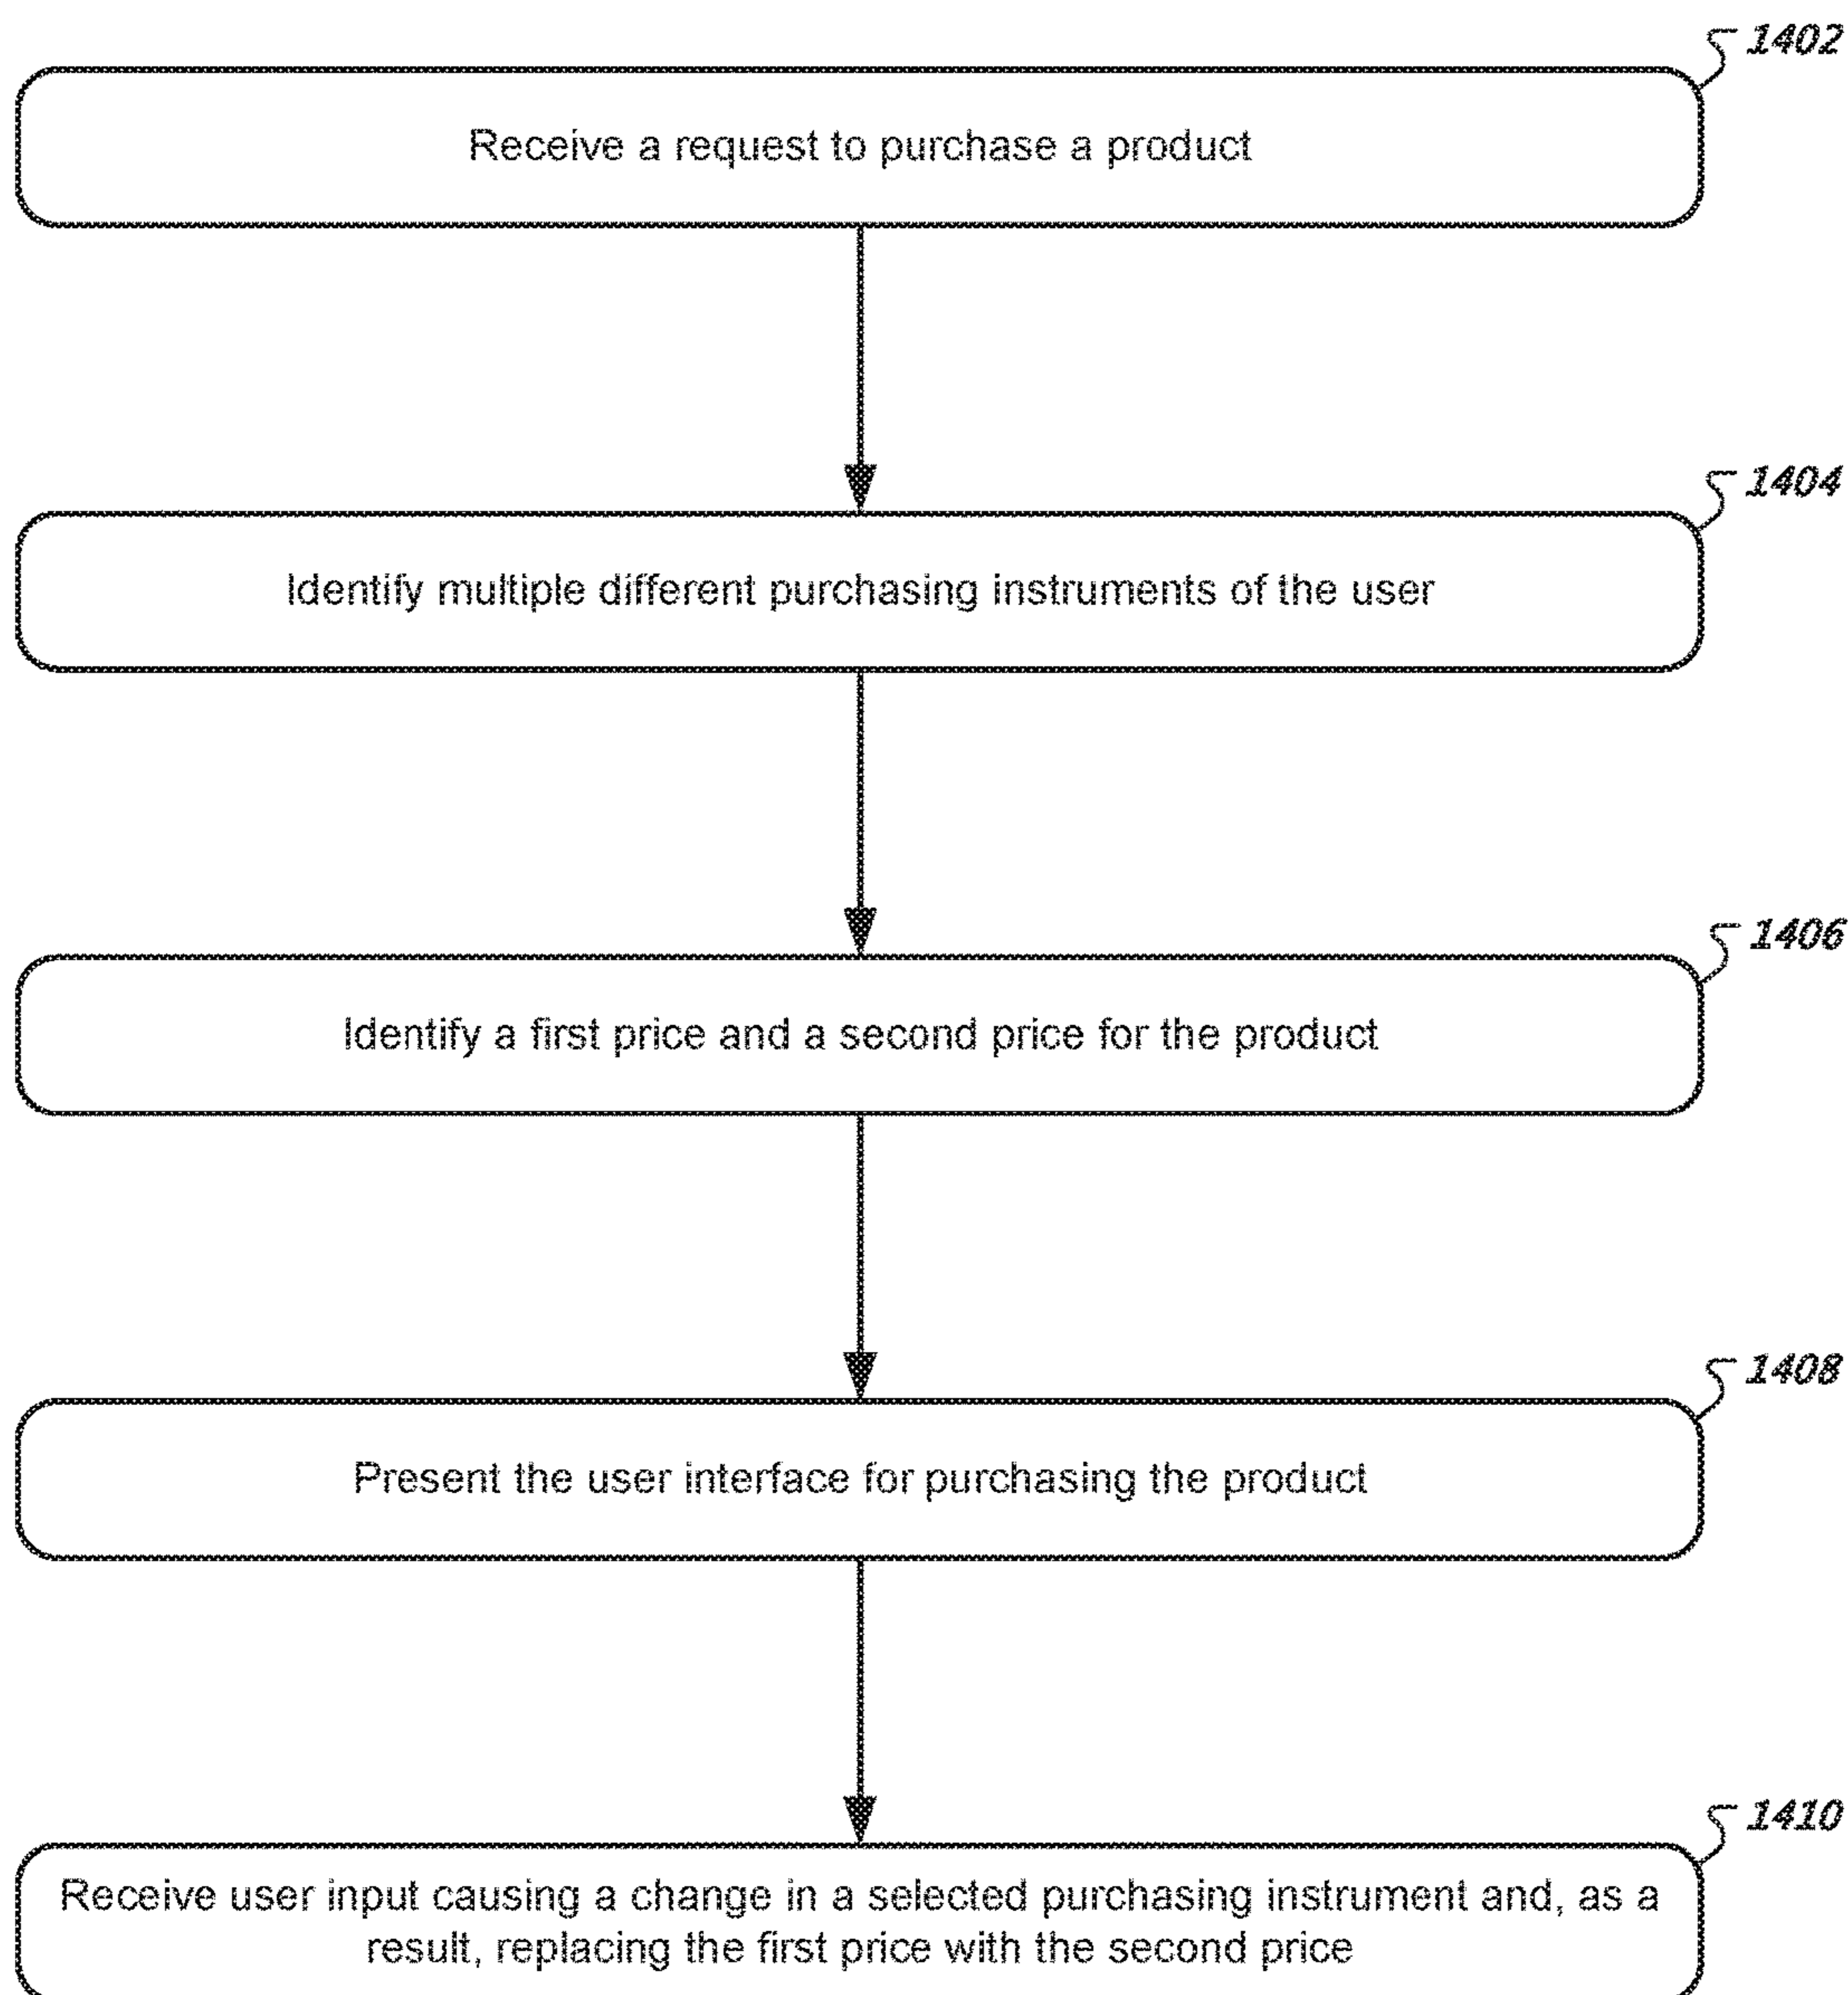 1402
Receive a request to purchase a product
1404
Identify multiple different purchasing instruments of the user
1406
Identify a first price and a second price for the product
1408
Present the user interface for purchasing the product
1410
Receive user input causing a change in a selected purchasing instrument and, as a
result, replacing the first price with the second price